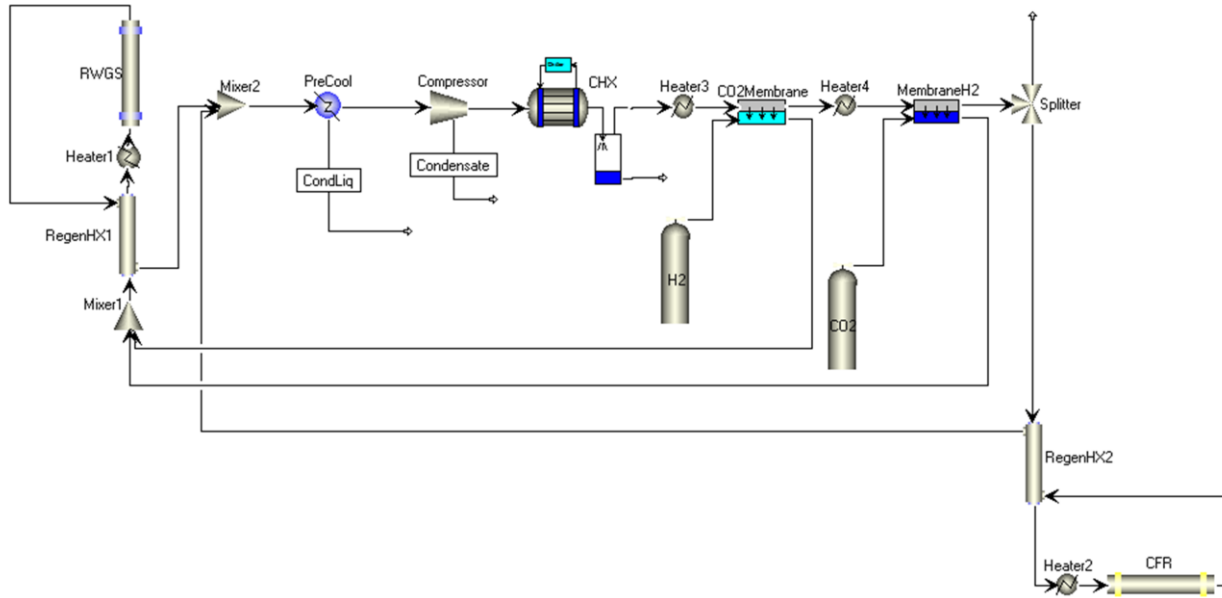 RWGS
Mixer2
PreCool
Compressor
CHX
Heater3
CO2Membrane
Heater4
MembraneH2
Splitter
Heater1
CondLiq
Condensate
RegenHX1
H2
CO2
Mixer1
RegenHX2
Heater2
CFR